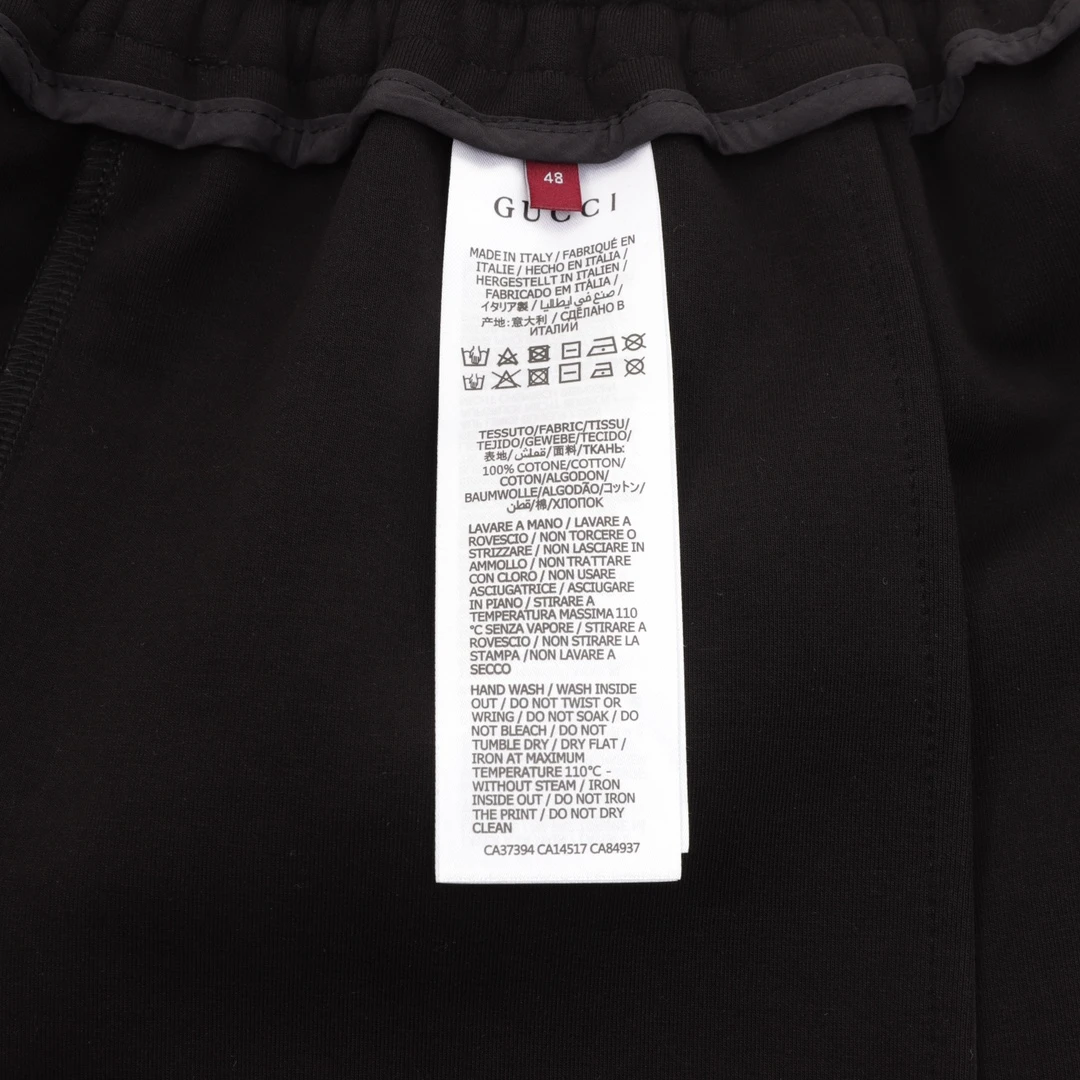 48
GUCCI
MADE IN ITALY / FABRIQUÉ EN
ITALIE / HECHO EN ITALIA /
HERGESTELLT IN ITALIEN /
FABRICADO EM ITÁLIA /
イタリア製 / صنع في ايطاليا /
产地: 意大利 / СДЕЛАНО В
ИТАЛИИ
TESSUTO/FABRIC/TISSU/
TEJIDO/GEWEBE/TECIDO/
表地/قماش/面料/ТКАНЬ:
100% COTONE/COTTON/
COTON/ALGODON/
BAUMWOLLE/ALGODÃO/コットン/
قطن/棉/ХЛОПОК
LAVARE A MANO / LAVARE A
ROVESCIO / NON TORCERE O
STRIZZARE / NON LASCIARE IN
AMMOLLO / NON TRATTARE
CON CLORO / NON USARE
ASCIUGATRICE / ASCIUGARE
IN PIANO / STIRARE A
TEMPERATURA MASSIMA 110
°C SENZA VAPORE / STIRARE A
ROVESCIO / NON STIRARE LA
STAMPA /NON LAVARE A
SECCO
HAND WASH / WASH INSIDE
OUT / DO NOT TWIST OR
WRING / DO NOT SOAK / DO
NOT BLEACH / DO NOT
TUMBLE DRY / DRY FLAT /
IRON AT MAXIMUM
TEMPERATURE 110°C -
WITHOUT STEAM / IRON
INSIDE OUT / DO NOT IRON
THE PRINT / DO NOT DRY
CLEAN
CA37394 CA14517 CA84937